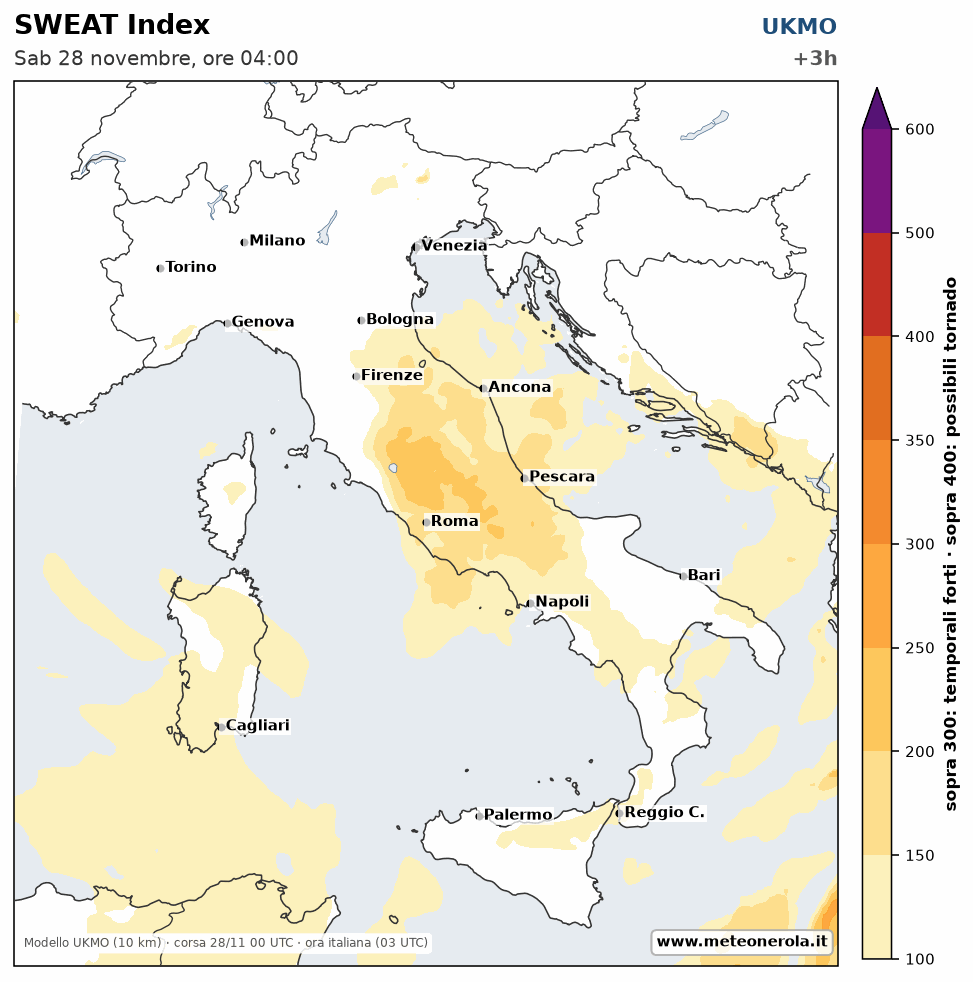 SWEAT Index
UKMO
Sab 28 novembre, ore 04:00
+3h
Milano
Venezia
Torino
Genova
Bologna
Firenze
Ancona
Pescara
Roma
Bari
Napoli
Cagliari
Palermo
Reggio C.
Modello UKMO (10 km) · corsa 28/11 00 UTC · ora italiana (03 UTC)
www.meteonerola.it
600
500
400
350
300
250
200
150
100
sopra 300: temporali forti · sopra 400: possibili tornado